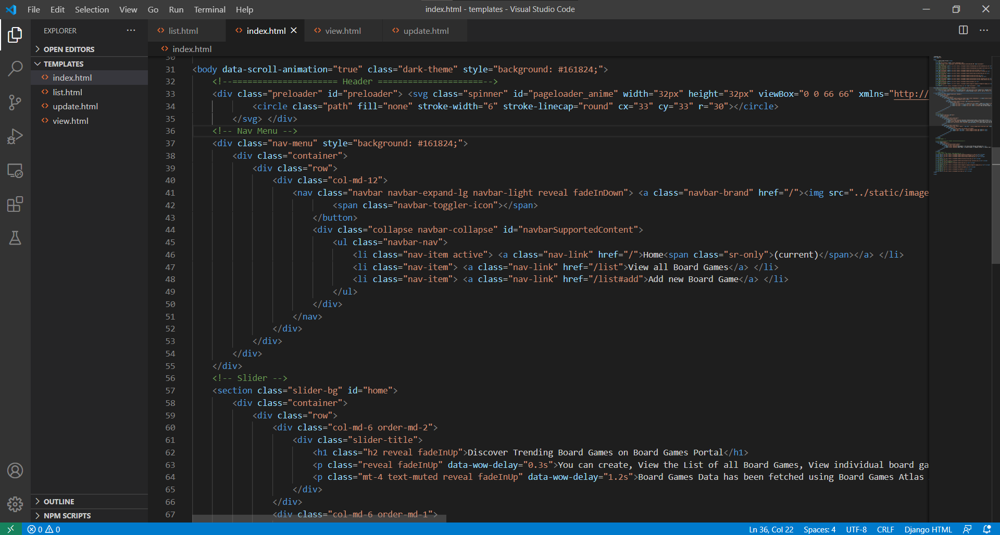 File Edit Selection View Go Run Terminal Help
index.html - templates - Visual Studio Code
EXPLORER
list.html
index.html
view.html
update.html
OPEN EDITORS
index.html
TEMPLATES
index.html
list.html
update.html
view.html
OUTLINE
NPM SCRIPTS
30
31 <body data-scroll-animation="true" class="dark-theme" style="background: #161824;">
32 <!--===================== Header =====================-->
33 <div class="preloader" id="preloader"> <svg class="spinner" id="pageloader_anime" width="32px" height="32px" viewBox="0 0 66 66" xmlns="http://
34 <circle class="path" fill="none" stroke-width="6" stroke-linecap="round" cx="33" cy="33" r="30"></circle>
35 </svg> </div>
36 <!-- Nav Menu -->
37 <div class="nav-menu" style="background: #161824;">
38 <div class="container">
39 <div class="row">
40 <div class="col-md-12">
41 <nav class="navbar navbar-expand-lg navbar-light reveal fadeInDown"> <a class="navbar-brand" href="/"><img src="../static/image
42 <span class="navbar-toggler-icon"></span>
43 </button>
44 <div class="collapse navbar-collapse" id="navbarSupportedContent">
45 <ul class="navbar-nav">
46 <li class="nav-item active"> <a class="nav-link" href="/">Home<span class="sr-only">(current)</span></a> </li>
47 <li class="nav-item"> <a class="nav-link" href="/list">View all Board Games</a> </li>
48 <li class="nav-item"> <a class="nav-link" href="/list#add">Add new Board Game</a> </li>
49 </ul>
50 </div>
51 </nav>
52 </div>
53 </div>
54 </div>
55 </div>
56 <!-- Slider -->
57 <section class="slider-bg" id="home">
58 <div class="container">
59 <div class="row">
60 <div class="col-md-6 order-md-2">
61 <div class="slider-title">
62 <h1 class="h2 reveal fadeInUp">Discover Trending Board Games on Board Games Portal</h1>
63 <p class="reveal fadeInUp" data-wow-delay="0.3s">You can create, View the List of all Board Games, View individual board ga
64 <p class="mt-4 text-muted reveal fadeInUp" data-wow-delay="1.2s">Board Games Data has been fetched using Board Games Atlas
65 </div>
66 </div>
67 <div class="col-md-6 order-md-1">
0 0
Ln 36, Col 22 Spaces: 4 UTF-8 CRLF Django HTML